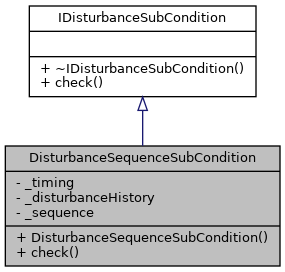 IDisturbanceSubCondition
+ ~IDisturbanceSubCondition()
+ check()
DisturbanceSequenceSubCondition
- _timing
- _disturbanceHistory
- _sequence
+ DisturbanceSequenceSubCondition()
+ check()